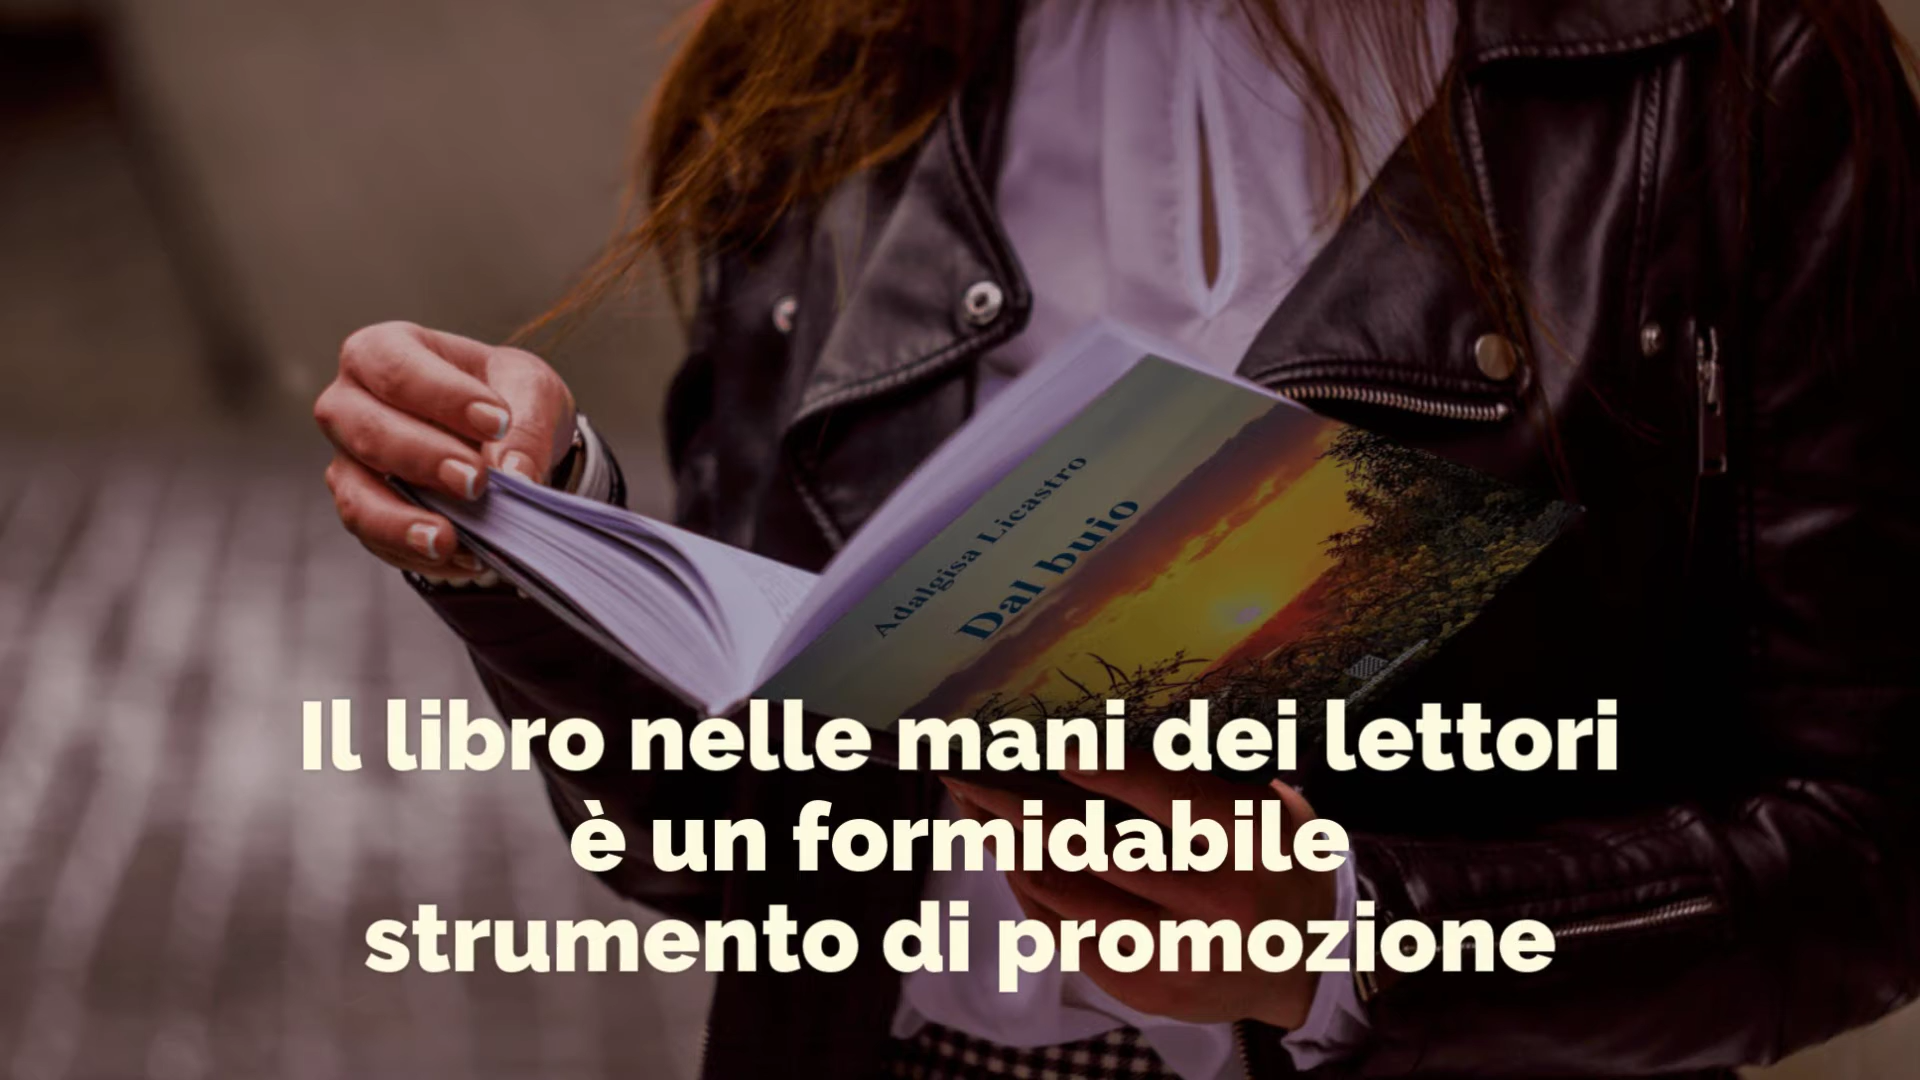 Adalgisa Licastro
Dal buio
Il libro nelle mani dei lettori
è un formidabile
strumento di promozione